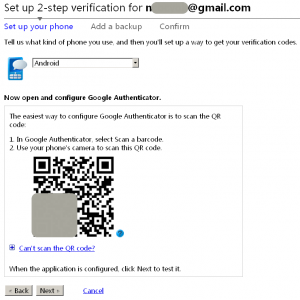 Set up 2-step verification for n @gmail.com
Set up your phone Add a backup Confirm
Tell us what kind of phone you use, and then you'll set up a way to get your verification codes.
Android
Now open and configure Google Authenticator.
The easiest way to configure Google Authenticator is to scan the QR
code:
1. In Google Authenticator, select Scan a barcode.
2. Use your phone's camera to scan this QR code.
Can't scan the QR code?
When the application is configured, click Next to test it.
« Back Next » Cancel